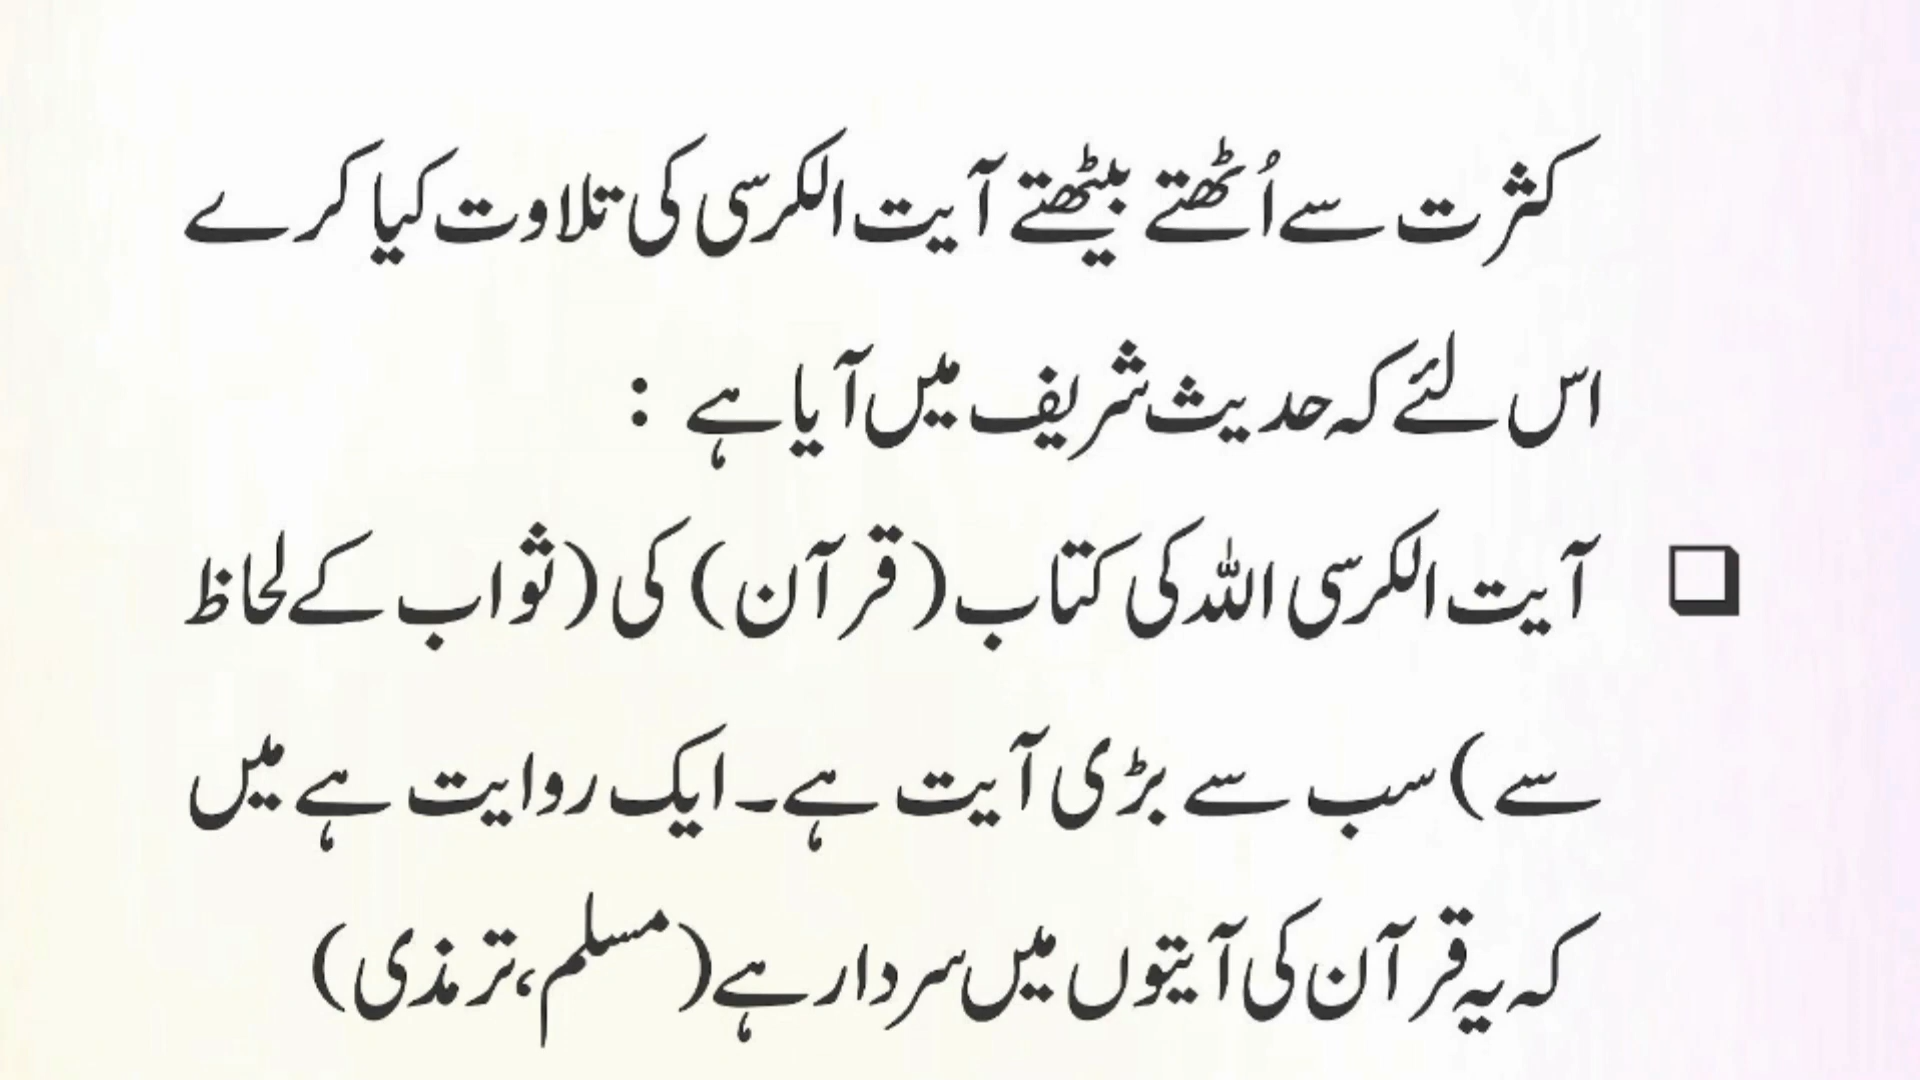 کثرت سے اُٹھتے بیٹھتے آیت الکرسی کی تلاوت کیا کرے
اس لئے کہ حدیث شریف میں آیا ہے :
❑ آیت الکرسی اللہ کی کتاب (قرآن) کی (ثواب کے لحاظ
سے) سب سے بڑی آیت ہے۔ ایک روایت ہے میں
کہ یہ قرآن کی آیتوں میں سردار ہے (مسلم، ترمذی)